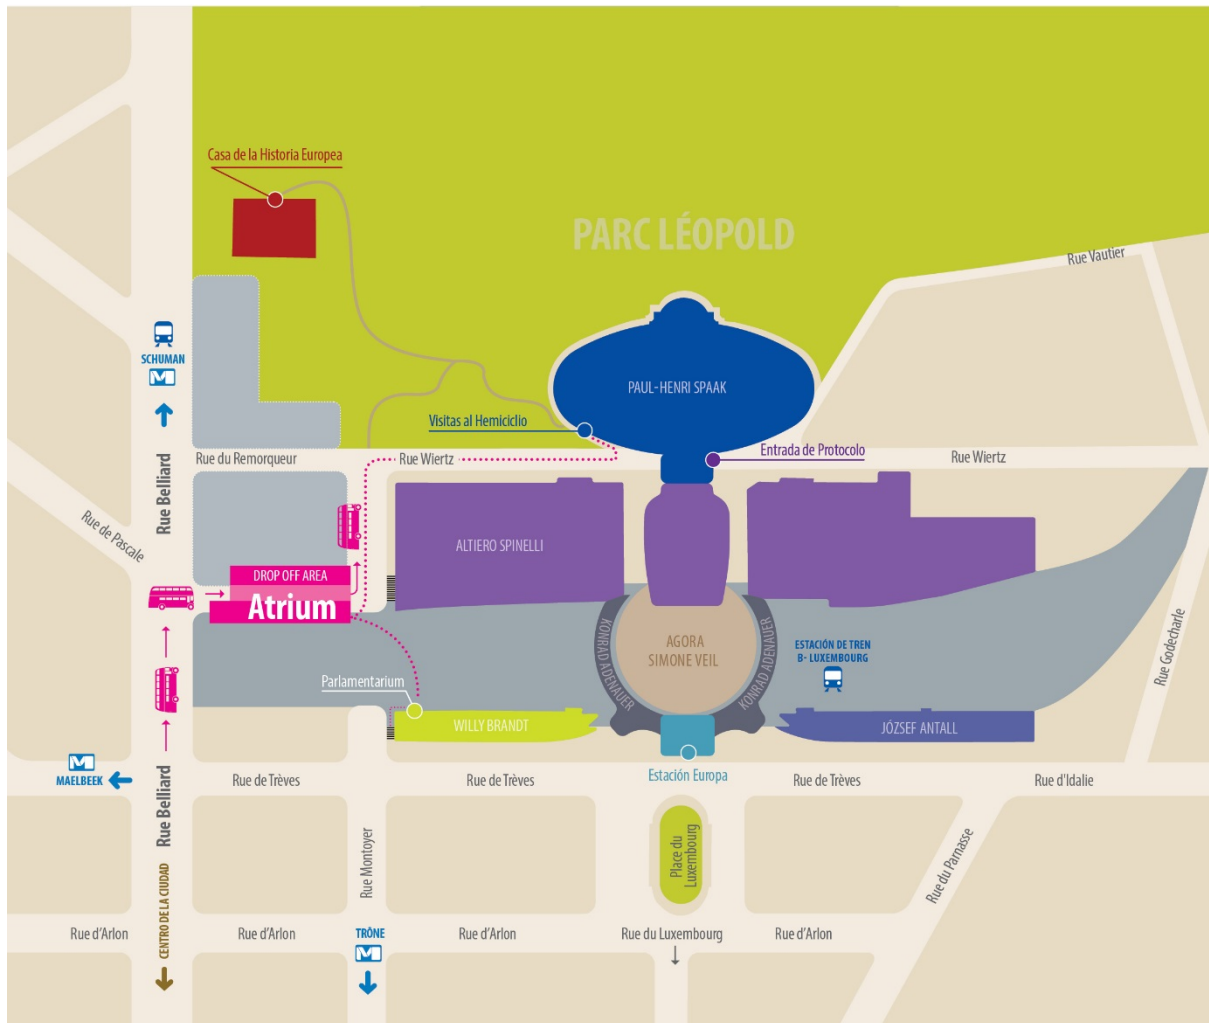 Casa de la Historia Europea
PARC LÉOPOLD
Rue Vautier
SCHUMAN
M
PAUL-HENRI SPAAK
Visitas al Hemiciclio
Entrada de Protocolo
Rue du Remorqueur
Rue Wiertz
Rue Wiertz
Rue Belliard
Rue de Pascale
ALTIERO SPINELLI
DROP OFF AREA
Atrium
KONRAD ADENAUER
AGORA
SIMONE VEIL
KONRAD ADENAUER
ESTACIÓN DE TREN
B- LUXEMBOURG
Rue Godecharle
Parlamentarium
WILLY BRANDT
JÓZSEF ANTALL
M
MAELBEEK
Rue Belliard
Rue de Trèves
Rue de Trèves
Estación Europa
Rue de Trèves
Rue d'Idalie
Rue Montoyer
Place du
Luxembourg
Rue du Parnasse
CENTRO DE LA CIUDAD
Rue d'Arlon
Rue d'Arlon
TRÔNE
M
Rue d'Arlon
Rue du Luxembourg
Rue d'Arlon